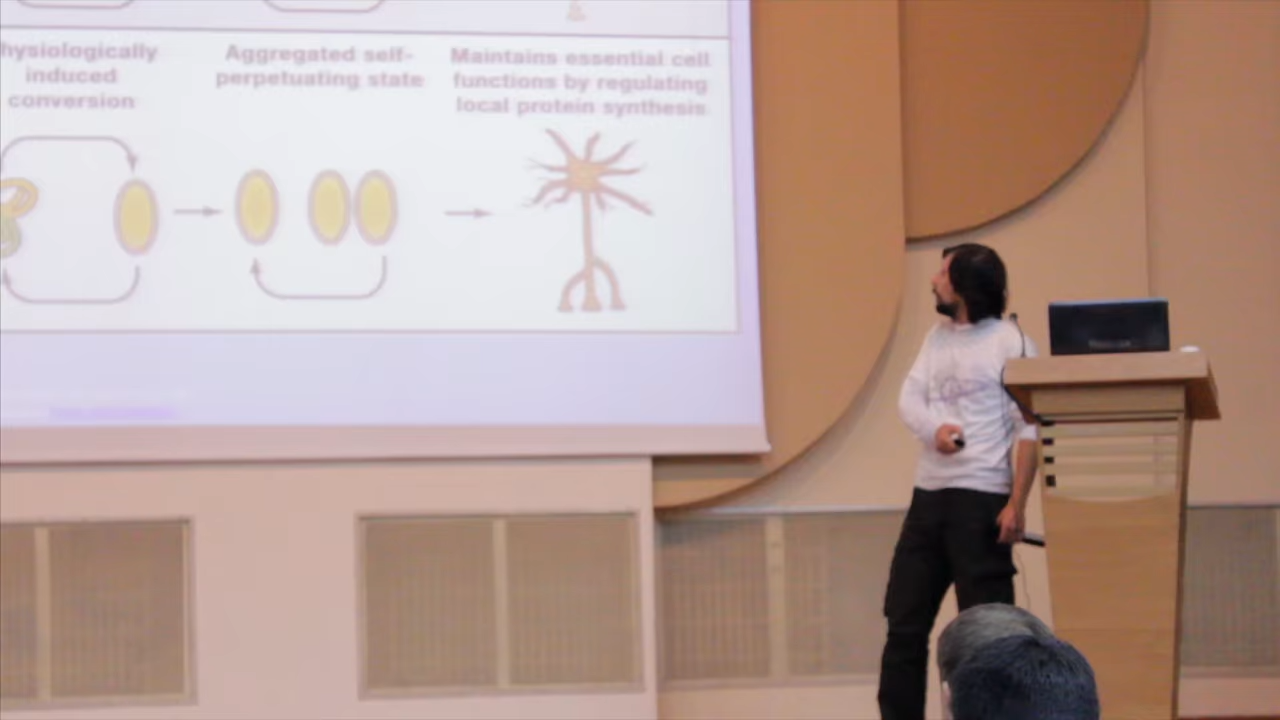 hysiologically
induced
conversion
Aggregated self-
perpetuating state
Maintains essential cell
functions by regulating
local protein synthesis